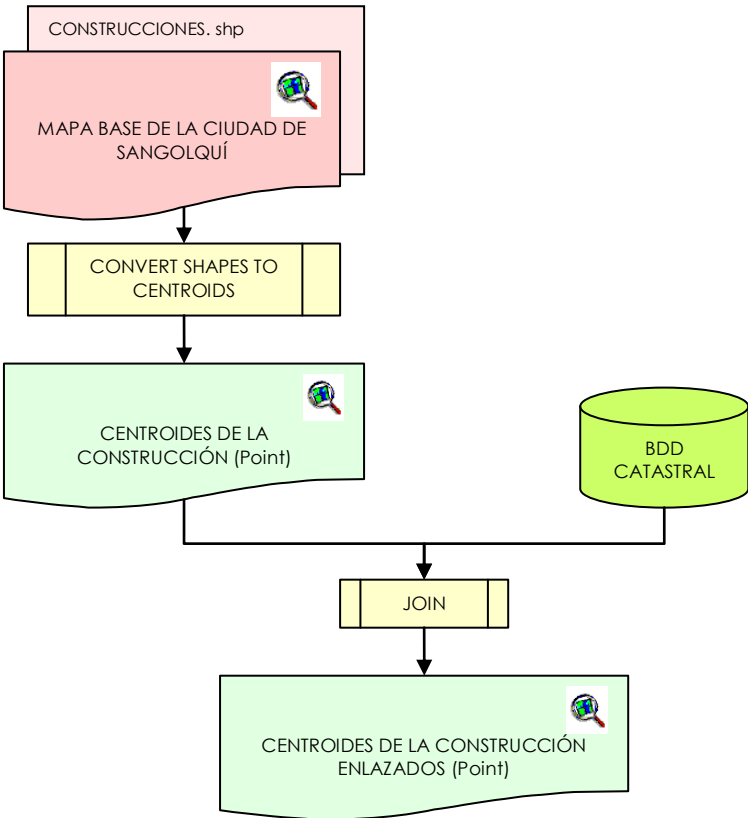 CONSTRUCCIONES. shp
MAPA BASE DE LA CIUDAD DE
SANGOLQUÍ
CONVERT SHAPES TO
CENTROIDS
CENTROIDES DE LA
CONSTRUCCIÓN (Point)
BDD
CATASTRAL
JOIN
CENTROIDES DE LA CONSTRUCCIÓN
ENLAZADOS (Point)